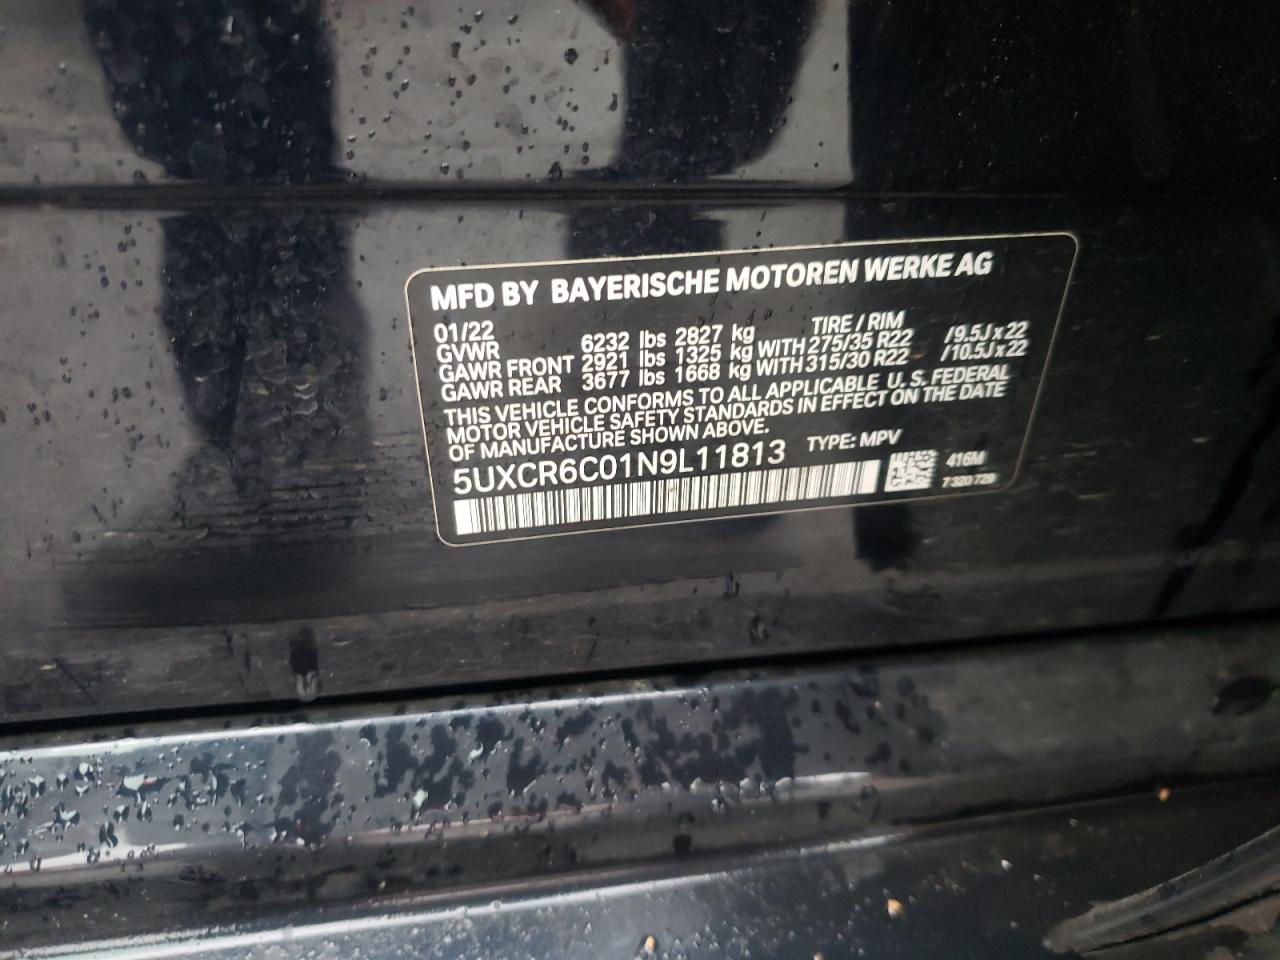 MFD BY BAYERISCHE MOTOREN WERKE AG
01/22 TIRE / RIM
GVWR 6232 lbs 2827 kg
GAWR FRONT 2921 lbs 1325 kg WITH 275/35 R22 /9.5J x 22
GAWR REAR 3677 lbs 1668 kg WITH 315/30 R22 /10.5J x 22
THIS VEHICLE CONFORMS TO ALL APPLICABLE U.S. FEDERAL
MOTOR VEHICLE SAFETY STANDARDS IN EFFECT ON THE DATE
OF MANUFACTURE SHOWN ABOVE.
5UXCR6C01N9L11813 TYPE: MPV
416M
7 320 729